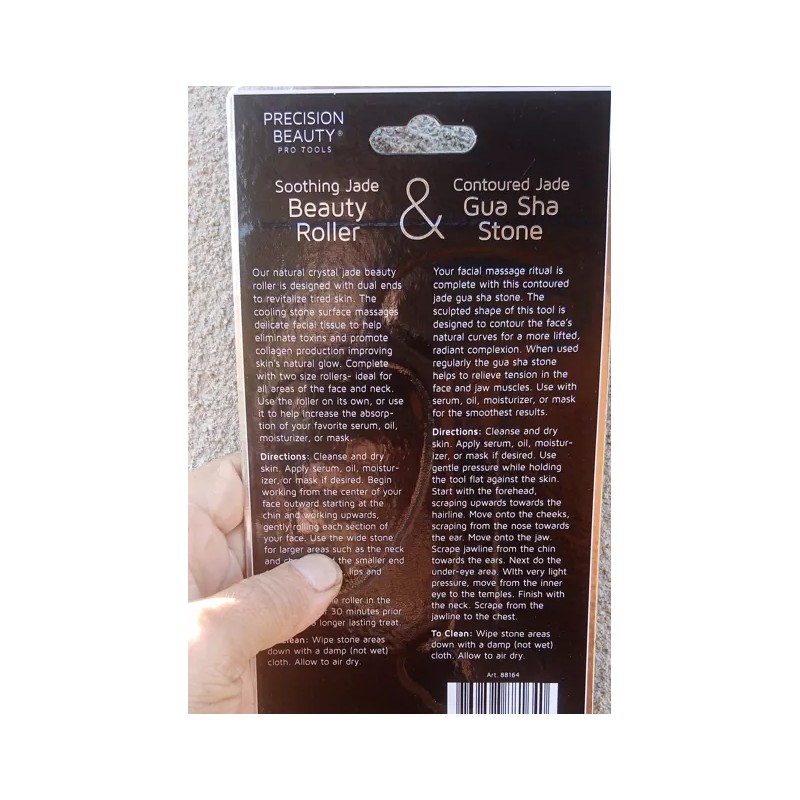 PRECISION
BEAUTY®
PRO TOOLS
Soothing Jade
Beauty
Roller
&
Contoured Jade
Gua Sha
Stone
Our natural crystal jade beauty
roller is designed with dual ends
to revitalize tired skin. The
cooling stone surface massages
delicate facial tissue to help
eliminate toxins and promote
collagen production improving
skin's natural glow. Complete
with two size rollers- ideal for
all areas of the face and neck.
Use the roller on its own, or use
it to help increase the absorp-
tion of your favorite serum, oil,
moisturizer, or mask.
Directions: Cleanse and dry
skin. Apply serum, oil, moistur-
izer, or mask if desired. Begin
working from the center of your
face outward starting at the
chin and working upwards,
gently rolling each section of
your face. Use the wide stone
for larger areas such as the neck
and the smaller end
lips and
roller in the
30 minutes prior
longer lasting treat.
To Clean: Wipe stone areas
down with a damp (not wet)
cloth. Allow to air dry.
Your facial massage ritual is
complete with this contoured
jade gua sha stone. The
sculpted shape of this tool is
designed to contour the face's
natural curves for a more lifted,
radiant complexion. When used
regularly the gua sha stone
helps to relieve tension in the
face and jaw muscles. Use with
serum, oil, moisturizer, or mask
for the smoothest results.
Directions: Cleanse and dry
skin. Apply serum, oil, moistur-
izer, or mask if desired. Use
gentle pressure while holding
the tool flat against the skin.
Start with the forehead,
scraping upwards towards the
hairline. Move onto the cheeks,
scraping from the nose towards
the ear. Move onto the jaw.
Scrape jawline from the chin
towards the ears. Next do the
under-eye area. With very light
pressure, move from the inner
eye to the temples. Finish with
the neck. Scrape from the
jawline to the chest.
To Clean: Wipe stone areas
down with a damp (not wet)
cloth. Allow to air dry.
Art. 88164